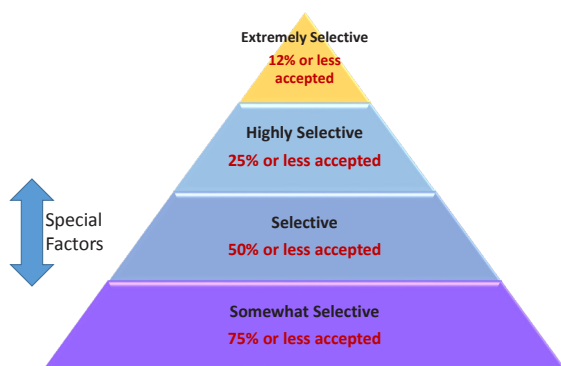 Extremely Selective
12% or less
accepted
Highly Selective
25% or less accepted
Special
Factors
Selective
50% or less accepted
Somewhat Selective
75% or less accepted